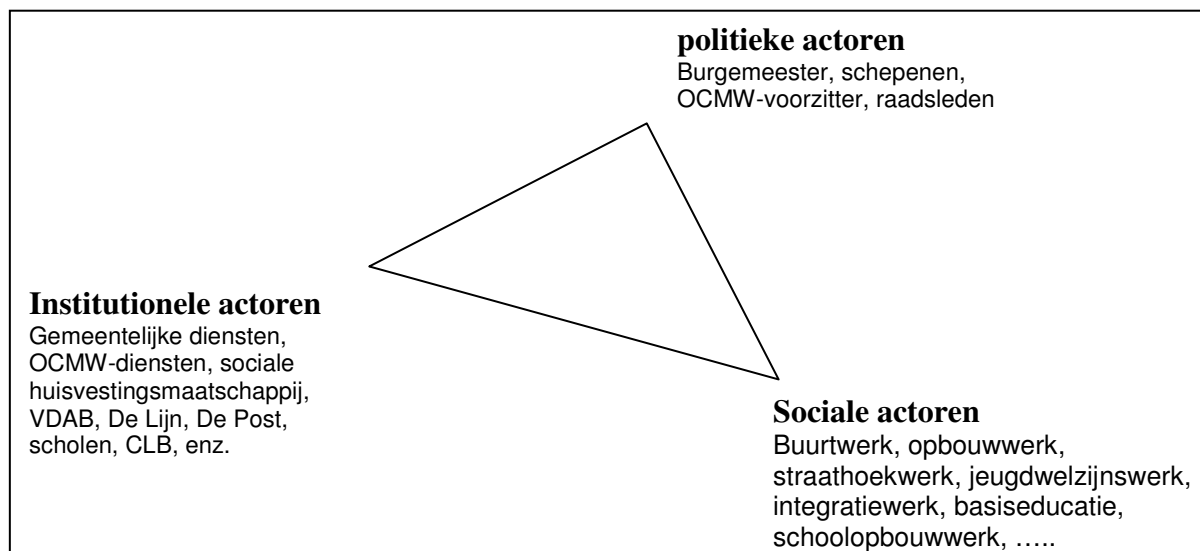 politieke actoren
Burgemeester, schepenen,
OCMW-voorzitter, raadsleden
Institutionele actoren
Gemeentelijke diensten,
OCMW-diensten, sociale
huisvestingsmaatschappij,
VDAB, De Lijn, De Post,
scholen, CLB, enz.
Sociale actoren
Buurtwerk, opbouwwerk,
straathoekwerk, jeugdwelzijnswerk,
integratiewerk, basiseducatie,
schoolopbouwwerk, …..